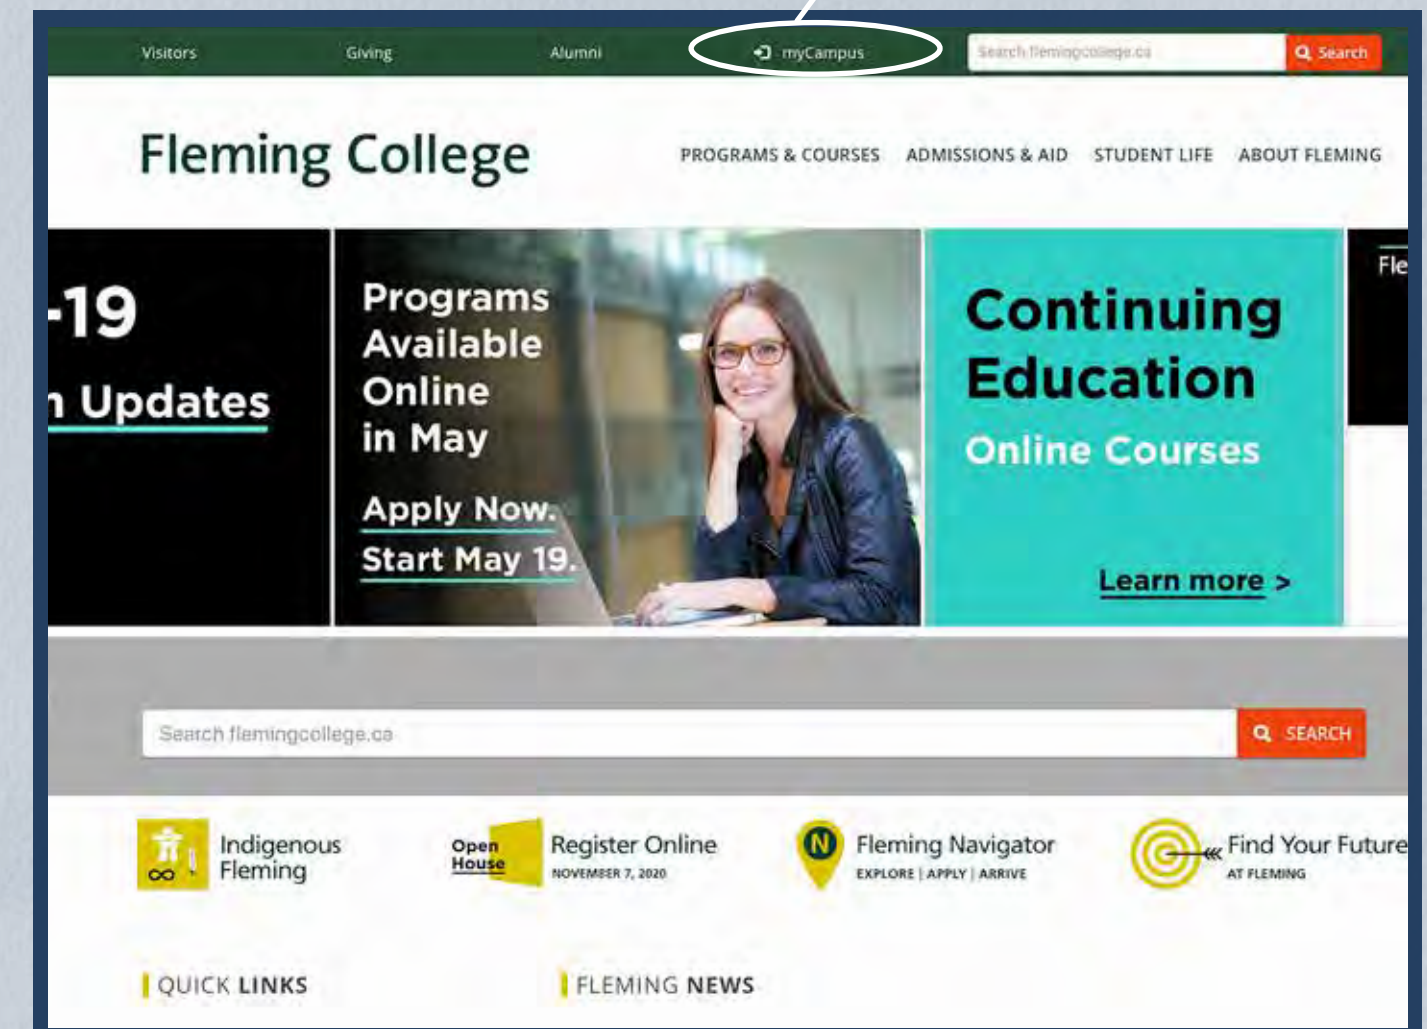 Visitors
Giving
Alumni
myCampus
Search flemingcollege.ca
Search
Fleming College
PROGRAMS & COURSES
ADMISSIONS & AID
STUDENT LIFE
ABOUT FLEMING
-19
n Updates
Programs
Available
Online
in May
Apply Now.
Start May 19.
Continuing
Education
Online Courses
Learn more >
Fle
Search flemingcollege.ca
SEARCH
Indigenous
Fleming
Open
House
Register Online
NOVEMBER 7, 2020
N
Fleming Navigator
EXPLORE | APPLY | ARRIVE
Find Your Future
AT FLEMING
QUICK LINKS
FLEMING NEWS